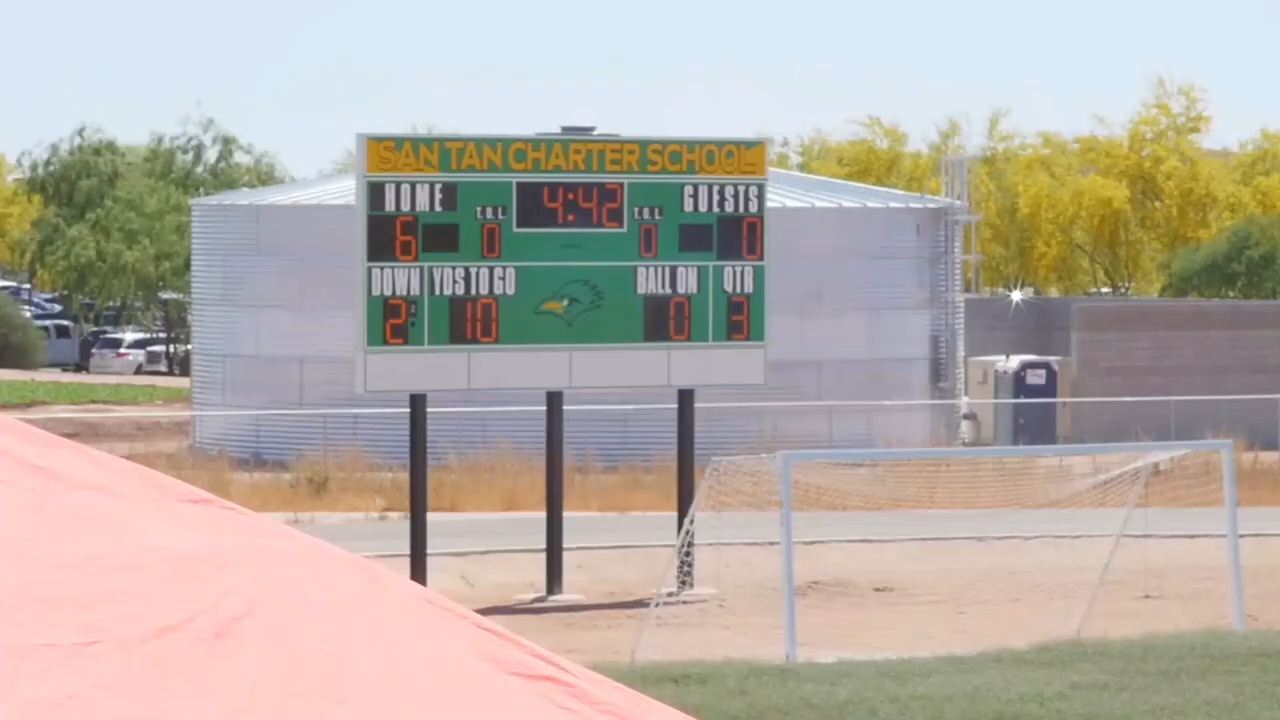 SAN TAN CHARTER SCHOOL
HOME 4:42 GUESTS
T.O.L. T.O.L.
6 0 0 0
DOWN YDS TO GO BALL ON QTR
2 10 0 3